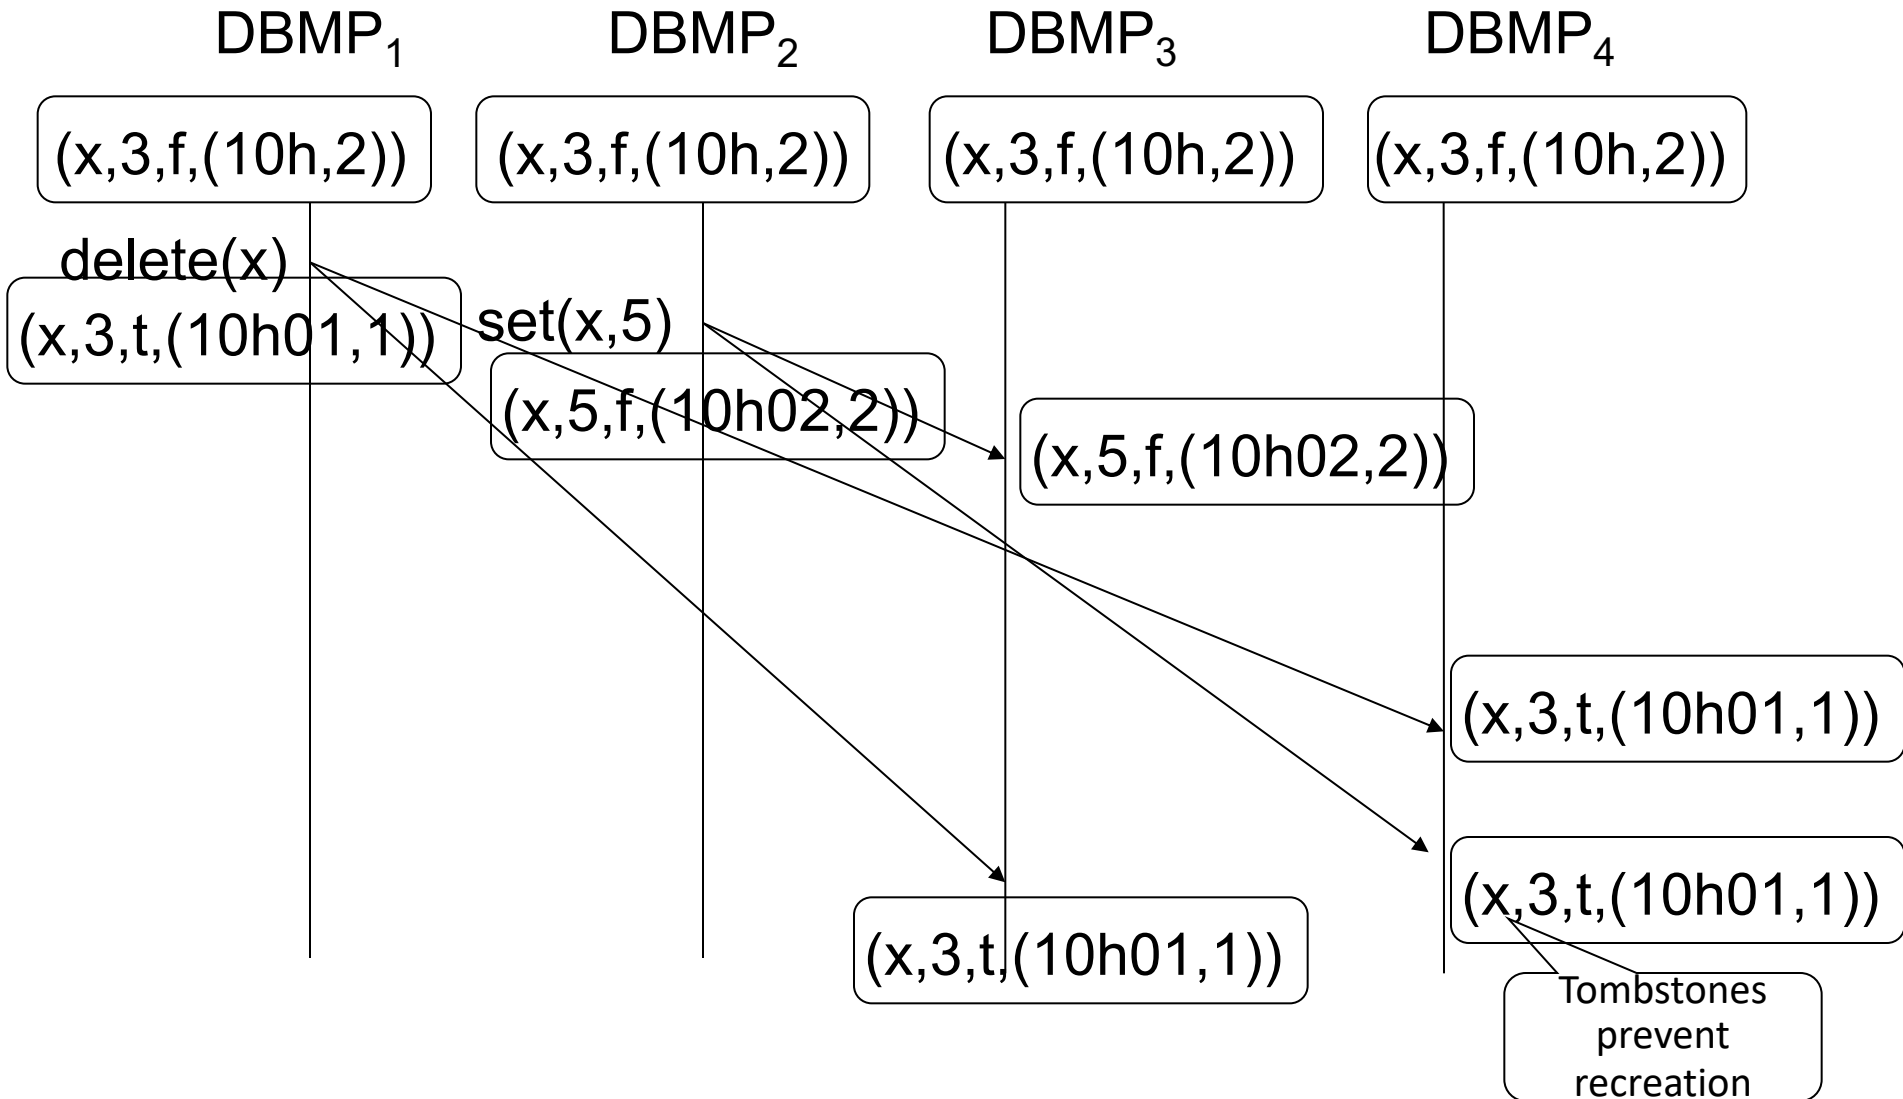 DBMP1 DBMP2 DBMP3 DBMP4
(x,3,f,(10h,2)) (x,3,f,(10h,2)) (x,3,f,(10h,2)) (x,3,f,(10h,2))
delete(x)
(x,3,t,(10h01,1))
set(x,5)
(x,5,f,(10h02,2))
(x,5,f,(10h02,2))
(x,3,t,(10h01,1))
(x,3,t,(10h01,1))
(x,3,t,(10h01,1))
Tombstones
prevent
recreation